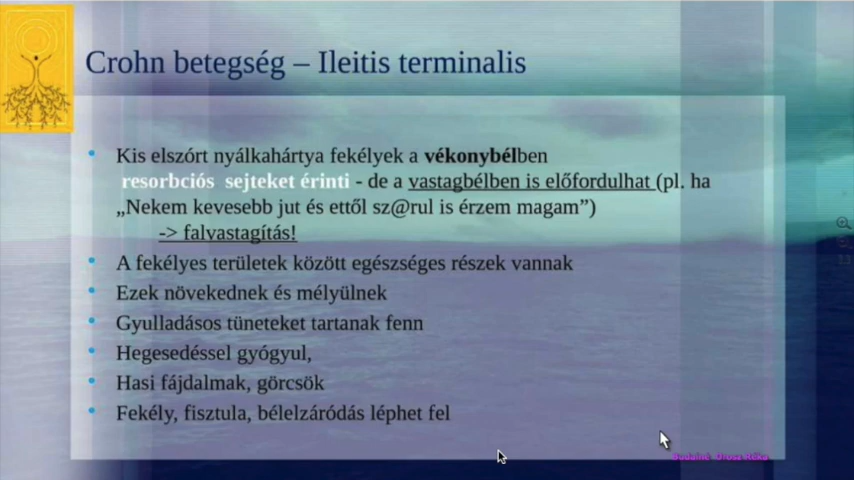 Crohn betegség – Ileitis terminalis
Kis elszórt nyálkahártya fekélyek a vékonybélben
resorbciós sejteket érinti - de a vastagbélben is előfordulhat (pl. ha
„Nekem kevesebb jut és ettől sz@rul is érzem magam”)
-> falvastagítás!
A fekélyes területek között egészséges részek vannak
Ezek növekednek és mélyülnek
Gyulladásos tüneteket tartanak fenn
Hegesedéssel gyógyul,
Hasi fájdalmak, görcsök
Fekély, fisztula, bélelzáródás léphet fel